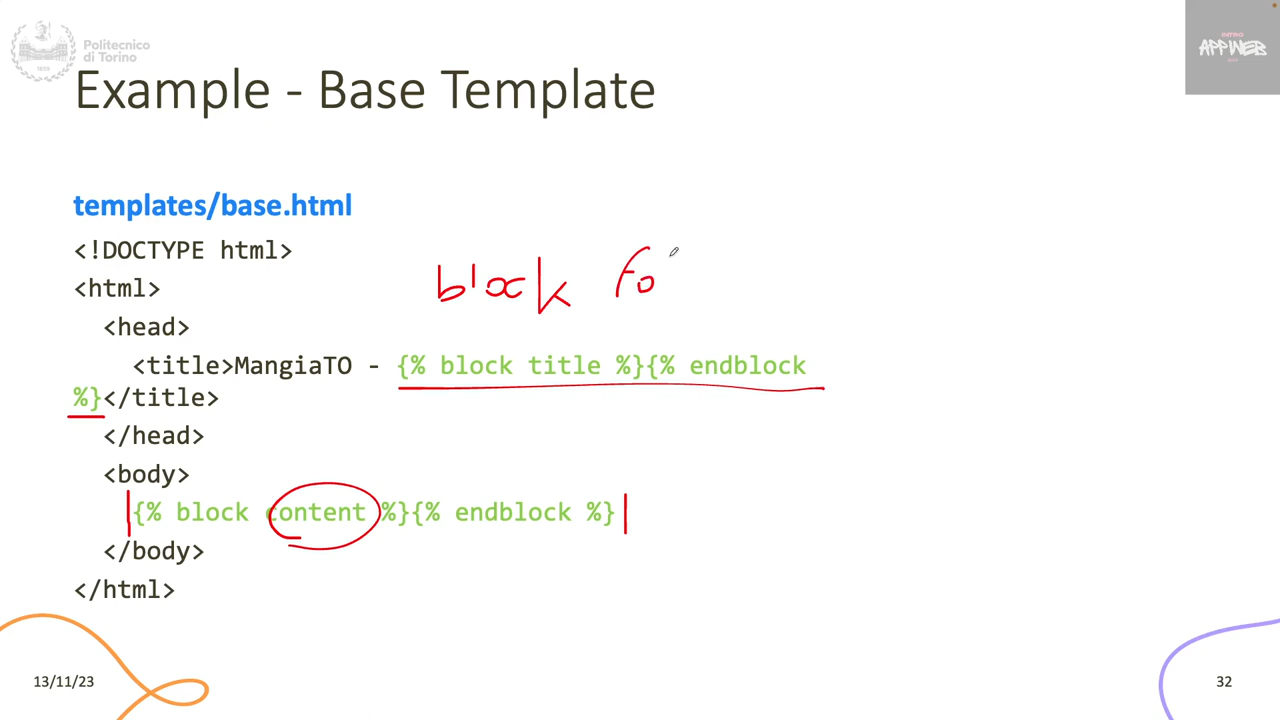 Politecnico
di Torino
1859
INTRO
APPWEB
Example - Base Template
templates/base.html
<!DOCTYPE html>
<html>
block fo
<head>
<title>MangiaTO - {% block title %}{% endblock
%}</title>
</head>
<body>
{% block content %}{% endblock %}
</body>
</html>
13/11/23
32